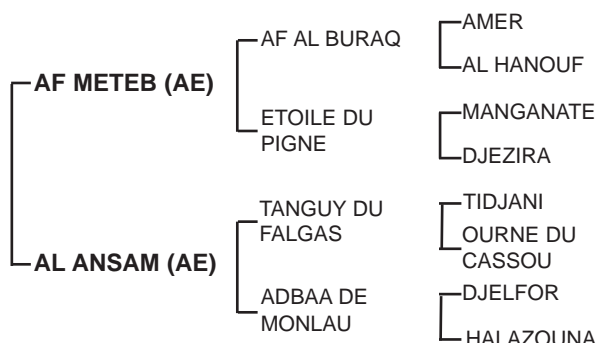 AF METEB (AE)
AF AL BURAQ
AMER
AL HANOUF
ETOILE DU
PIGNE
MANGANATE
DJEZIRA
AL ANSAM (AE)
TANGUY DU
FALGAS
TIDJANI
OURNE DU
CASSOU
ADBAA DE
MONLAU
DJELFOR
HALAZOUNA